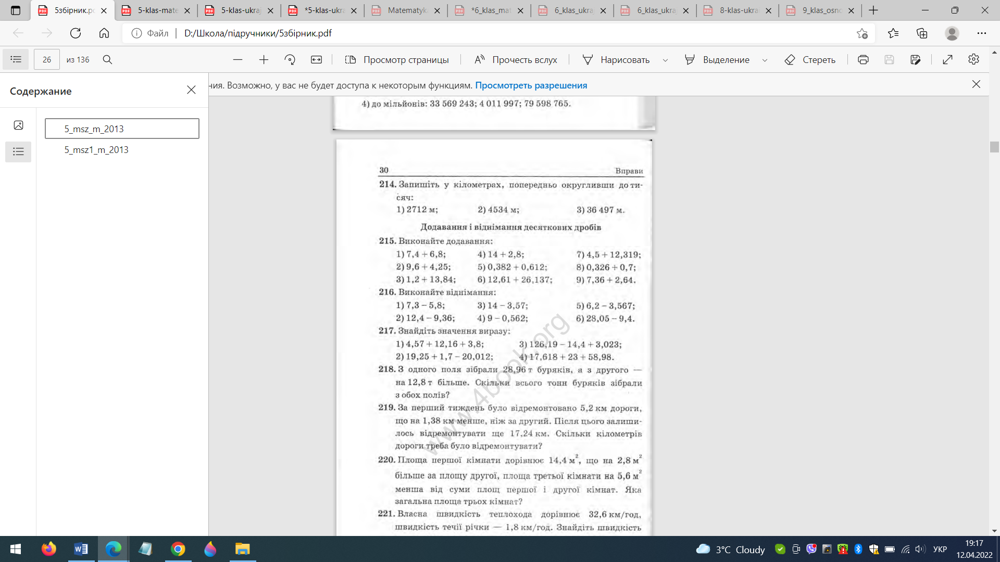 5збірник.pd
5-klas-mate
5-klas-ukraj
*5-klas-ukra
Matematyka
*6_klas_mat
6_klas_ukra
6_klas_ukra
8-klas-ukrai
9_klas_osno
Файл | D:/Школа/підручники/5збірник.pdf
26 из 136
Просмотр страницы
Прочесть вслух
Нарисовать
Выделение
Стереть
Содержание
ния. Возможно, у вас не будет доступа к некоторым функциям. Просмотреть разрешения
5_msz_m_2013
5_msz1_m_2013
4) до мільйонів: 33 569 243; 4 011 997; 79 598 765.
30 Вправи
214. Запишіть у кілометрах, попередньо округливши до ти-
сяч:
1) 2712 м; 2) 4534 м; 3) 36 497 м.
Додавання і віднімання десяткових дробів
215. Виконайте додавання:
1) 7,4 + 6,8; 4) 14 + 2,8; 7) 4,5 + 12,319;
2) 9,6 + 4,25; 5) 0,382 + 0,612; 8) 0,326 + 0,7;
3) 1,2 + 13,84; 6) 12,61 + 26,137; 9) 7,36 + 2,64.
216. Виконайте віднімання:
1) 7,3 – 5,8; 3) 14 – 3,57; 5) 6,2 – 3,567;
2) 12,4 – 9,36; 4) 9 – 0,562; 6) 28,05 – 9,4.
217. Знайдіть значення виразу:
1) 4,57 + 12,16 + 3,8; 3) 126,19 – 14,4 + 3,023;
2) 19,25 + 1,7 – 20,012; 4) 17,618 + 23 + 58,98.
218. З одного поля зібрали 28,96 т буряків, а з другого —
на 12,8 т більше. Скільки всього тонн буряків зібрали
з обох полів?
219. За перший тиждень було відремонтовано 5,2 км дороги,
що на 1,38 км менше, ніж за другий. Після цього залиши-
лось відремонтувати ще 17,24 км. Скільки кілометрів
дороги треба було відремонтувати?
220. Площа першої кімнати дорівнює 14,4 м², що на 2,8 м²
більше за площу другої, площа третьої кімнати на 5,6 м²
менша від суми площ першої і другої кімнат. Яка
загальна площа трьох кімнат?
221. Власна швидкість теплохода дорівнює 32,6 км/год,
швидкість течії річки — 1,8 км/год. Знайдіть швидкість
www.4book.org
3°C Cloudy
УКР
19:17
12.04.2022